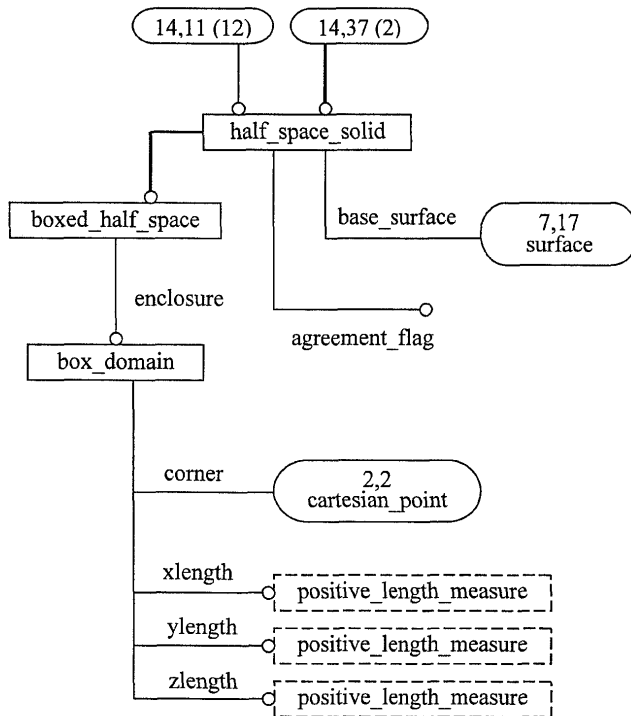 14,11 (12)
14,37 (2)
half_space_solid
boxed_half_space
base_surface
7,17
surface
enclosure
agreement_flag
box_domain
corner
2,2
cartesian_point
xlength
positive_length_measure
ylength
positive_length_measure
zlength
positive_length_measure